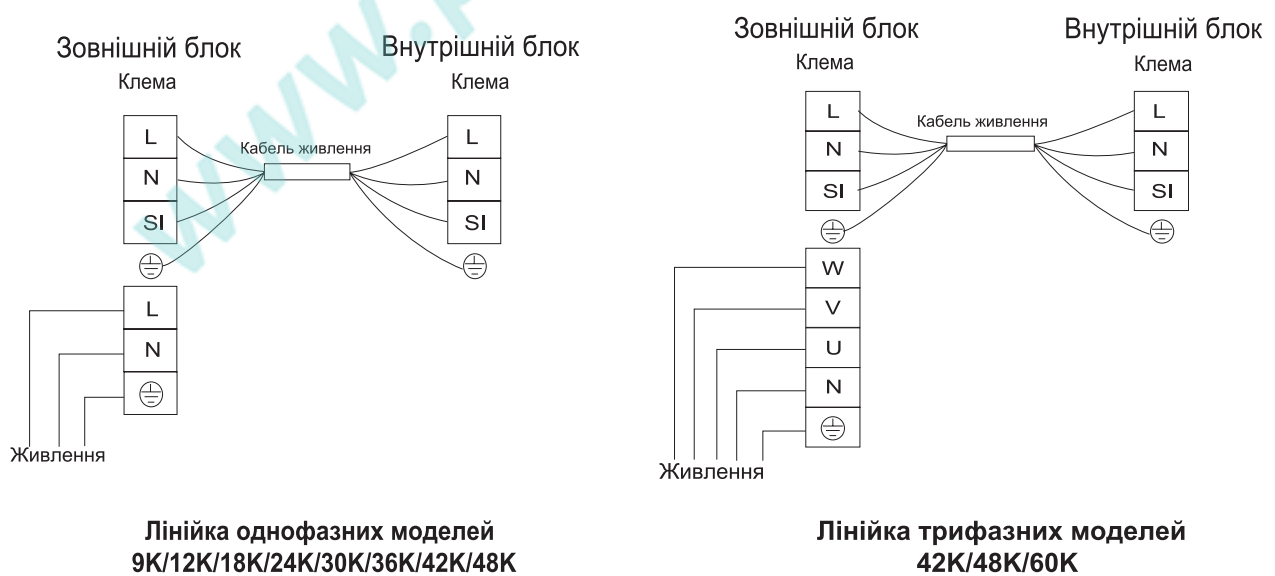 Зовнішній блок
Внутрішній блок
Клема
Клема
L
N
SI
Кабель живлення
L
N
SI
L
N
Живлення
Лінійка однофазних моделей
9K/12K/18K/24K/30K/36K/42K/48K
Зовнішній блок
Внутрішній блок
Клема
Клема
L
N
SI
Кабель живлення
L
N
SI
W
V
U
N
Живлення
Лінійка трифазних моделей
42K/48K/60K
www.